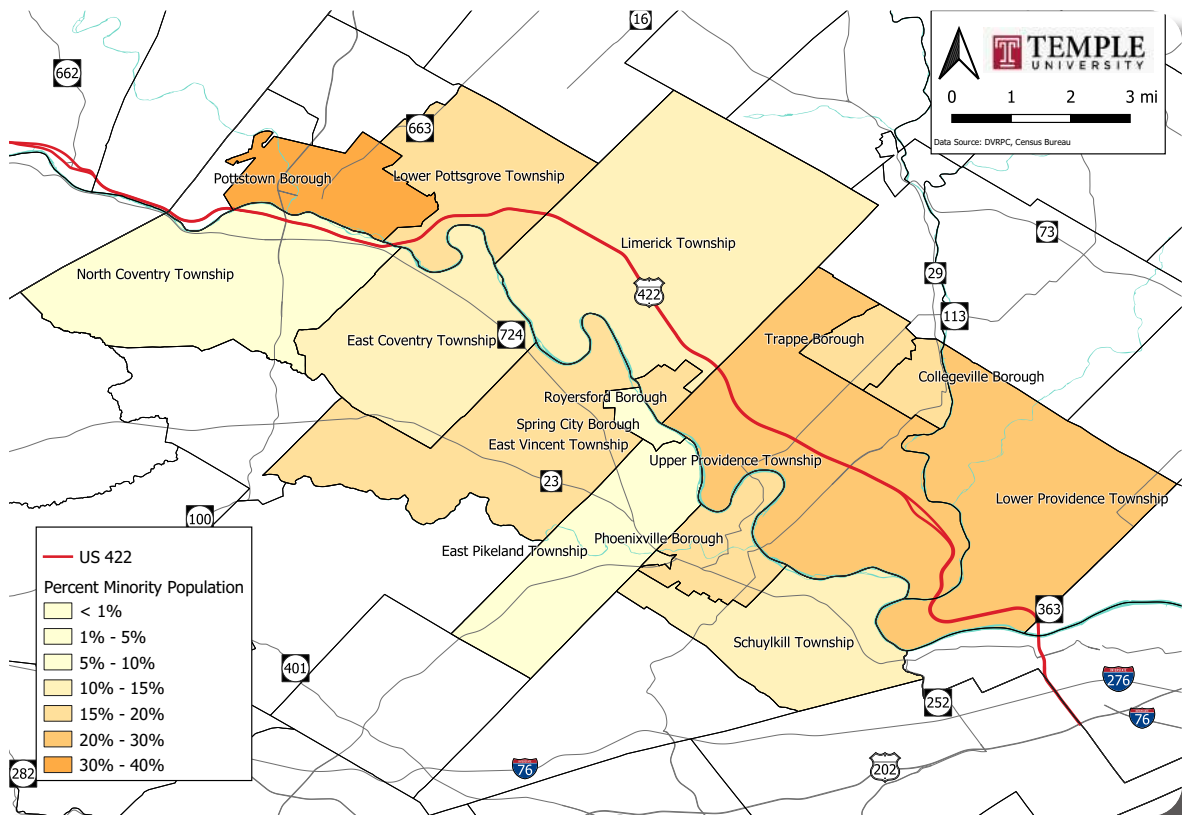 16
662
TEMPLE
UNIVERSITY
0 1 2 3 mi
Data Source: DVRPC, Census Bureau
663
Pottstown Borough
Lower Pottsgrove Township
73
Limerick Township
North Coventry Township
29
422
113
724
East Coventry Township
Trappe Borough
Collegeville Borough
Royersford Borough
Spring City Borough
East Vincent Township
Upper Providence Township
23
Lower Providence Township
100
Phoenixville Borough
East Pikeland Township
363
Schuylkill Township
401
INTERSTATE
276
252
76
76
202
282
US 422
Percent Minority Population
< 1%
1% - 5%
5% - 10%
10% - 15%
15% - 20%
20% - 30%
30% - 40%